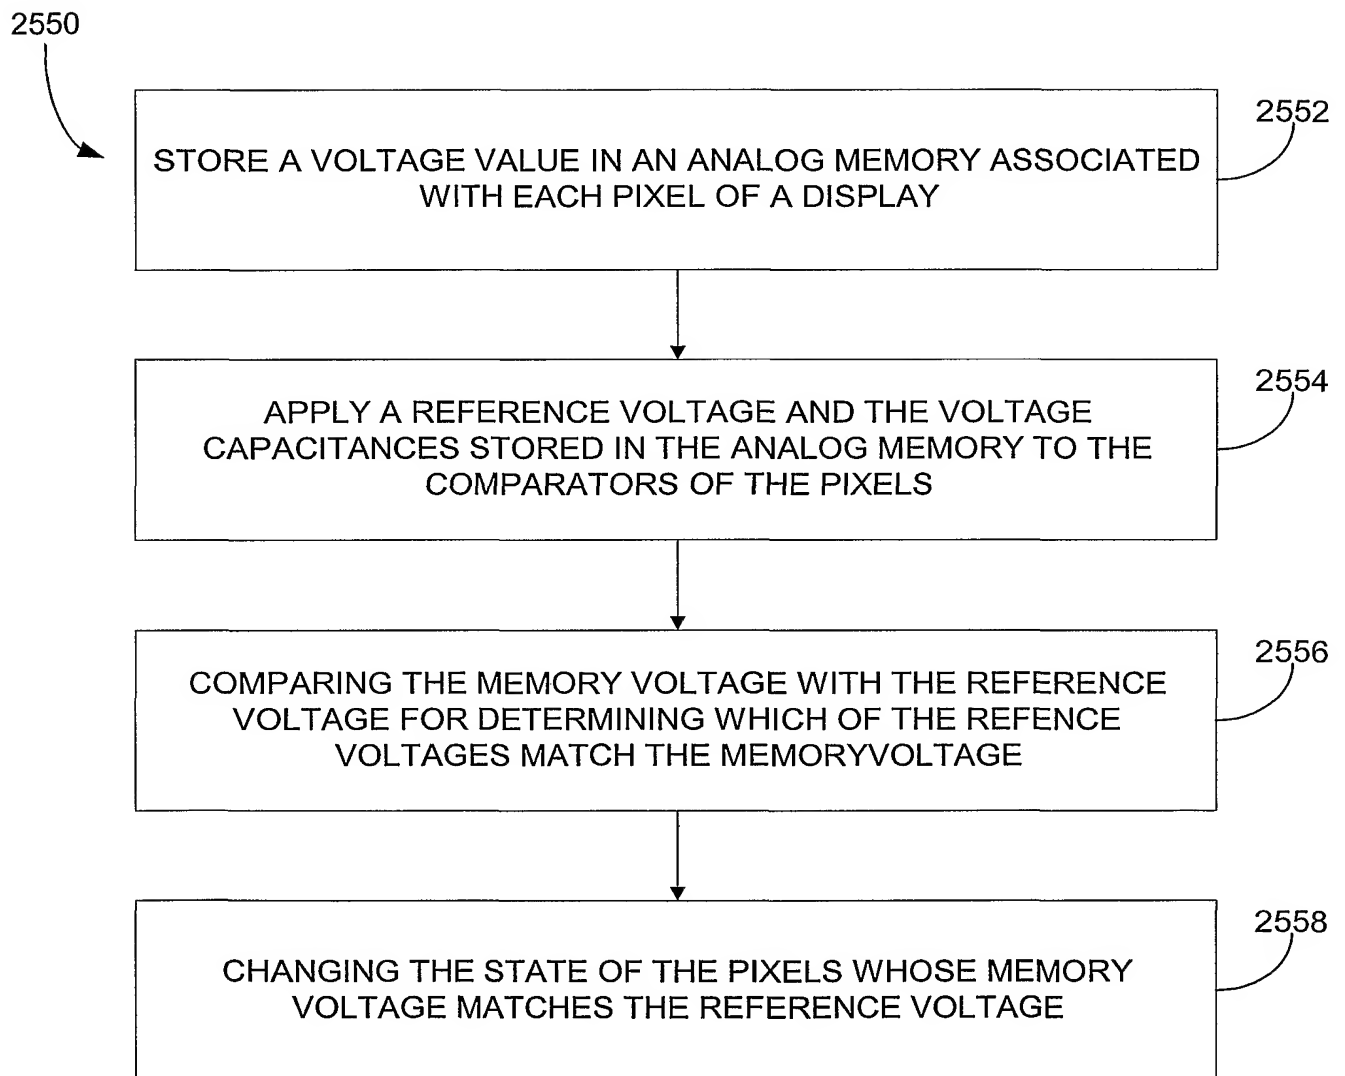 2550
2552
STORE A VOLTAGE VALUE IN AN ANALOG MEMORY ASSOCIATED
WITH EACH PIXEL OF A DISPLAY
2554
APPLY A REFERENCE VOLTAGE AND THE VOLTAGE
CAPACITANCES STORED IN THE ANALOG MEMORY TO THE
COMPARATORS OF THE PIXELS
2556
COMPARING THE MEMORY VOLTAGE WITH THE REFERENCE
VOLTAGE FOR DETERMINING WHICH OF THE REFENCE
VOLTAGES MATCH THE MEMORYVOLTAGE
2558
CHANGING THE STATE OF THE PIXELS WHOSE MEMORY
VOLTAGE MATCHES THE REFERENCE VOLTAGE